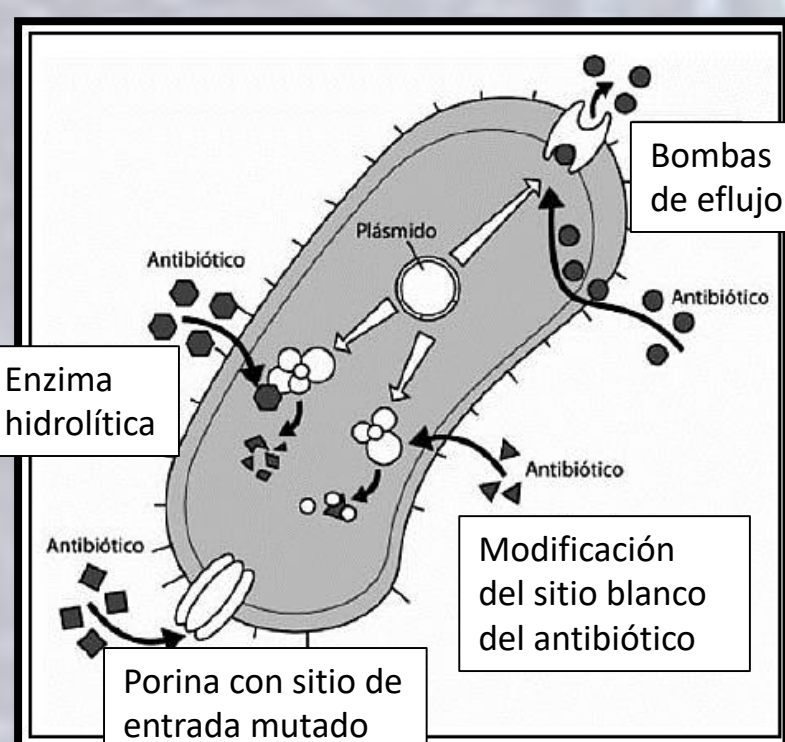 Bombas
de eflujo
Plásmido
Antibiótico
Antibiótico
Enzima
hidrolítica
Antibiótico
Antibiótico
Modificación
del sitio blanco
del antibiótico
Porina con sitio de
entrada mutado